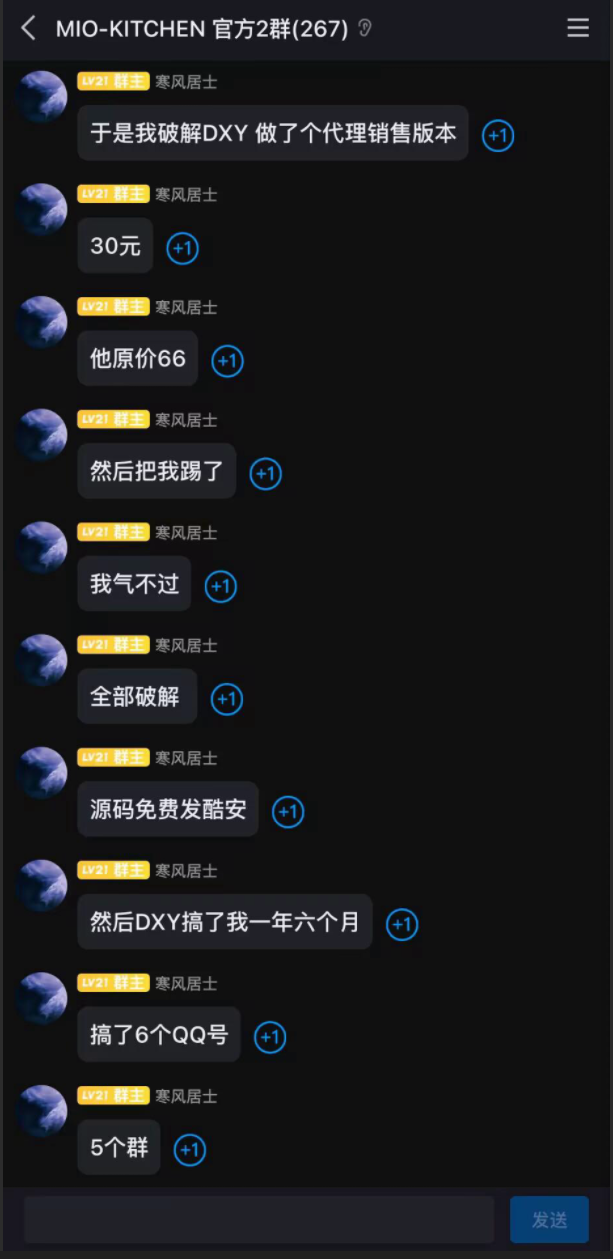 MIO-KITCHEN 官方2群(267)
LV21 群主 寒风居士
于是我破解DXY 做了个代理销售版本 +1
LV21 群主 寒风居士
30元 +1
LV21 群主 寒风居士
他原价66 +1
LV21 群主 寒风居士
然后把我踢了 +1
LV21 群主 寒风居士
我气不过 +1
LV21 群主 寒风居士
全部破解 +1
LV21 群主 寒风居士
源码免费发酷安 +1
LV21 群主 寒风居士
然后DXY搞了我一年六个月 +1
LV21 群主 寒风居士
搞了6个QQ号 +1
LV21 群主 寒风居士
5个群 +1
发送